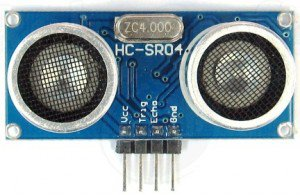 ZC4.000
HC-SR04
Vcc
Trig
Echo
Gnd